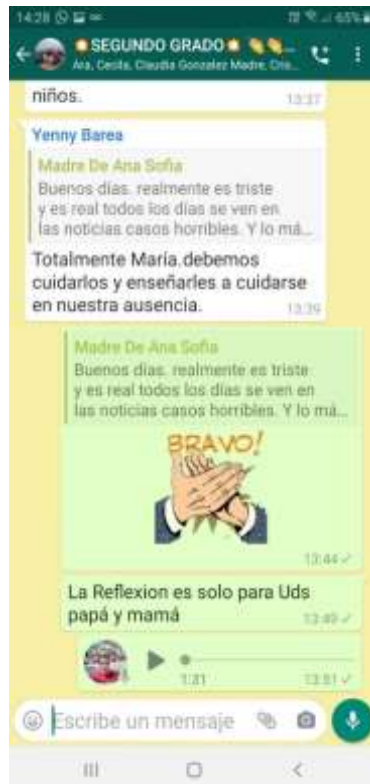 14:28
65%
SEGUNDO GRADO
Ara, Cecila, Claudia Gonzalez Madre, Cris...
niños.
13:37
Yenny Barea
Madre De Ana Sofia
Buenos días. realmente es triste
y es real todos los días se ven en
las noticias casos horribles. Y lo má...
Totalmente Maria.debemos
cuidarlos y enseñarles a cuidarse
en nuestra ausencia.
13:39
Madre De Ana Sofia
Buenos días. realmente es triste
y es real todos los días se ven en
las noticias casos horribles. Y lo má...
BRAVO!
13:44
La Reflexion es solo para Uds
papá y mamá
13:49
1:31
13:51
Escribe un mensaje